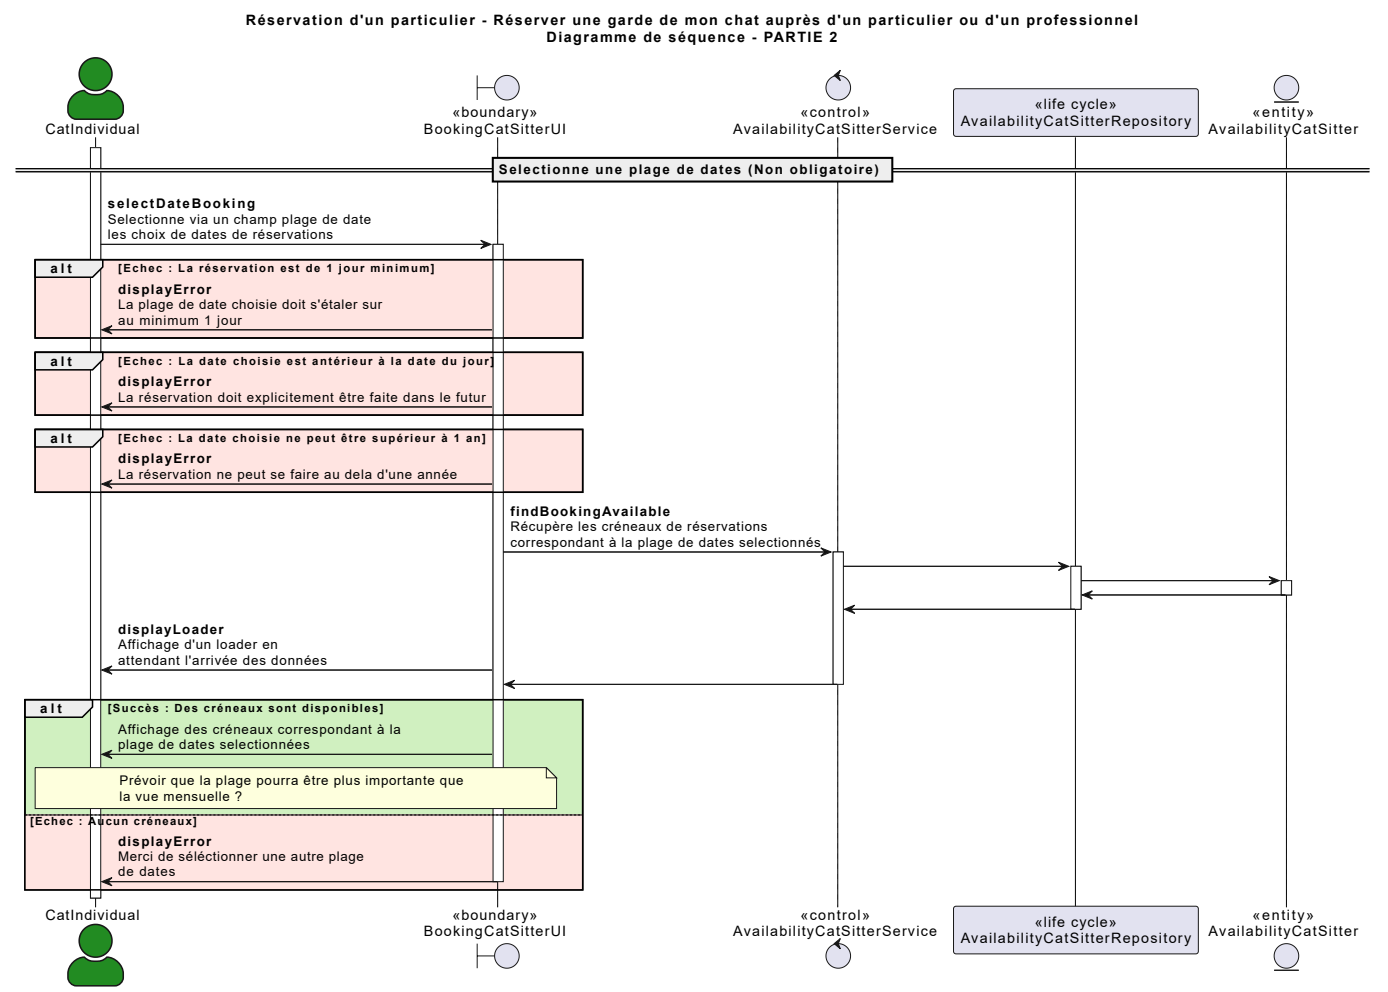 Réservation d'un particulier - Réserver une garde de mon chat auprès d'un particulier ou d'un professionnel
Diagramme de séquence - PARTIE 2
CatIndividual
«boundary»
BookingCatSitterUI
«control»
AvailabilityCatSitterService
«life cycle»
AvailabilityCatSitterRepository
«entity»
AvailabilityCatSitter
Selectionne une plage de dates (Non obligatoire)
selectDateBooking
Selectionne via un champ plage de date
les choix de dates de réservations
alt [Echec : La réservation est de 1 jour minimum]
displayError
La plage de date choisie doit s'étaler sur
au minimum 1 jour
alt [Echec : La date choisie est antérieur à la date du jour]
displayError
La réservation doit explicitement être faite dans le futur
alt [Echec : La date choisie ne peut être supérieur à 1 an]
displayError
La réservation ne peut se faire au dela d'une année
findBookingAvailable
Récupère les créneaux de réservations
correspondant à la plage de dates selectionnés
displayLoader
Affichage d'un loader en
attendant l'arrivée des données
alt [Succès : Des créneaux sont disponibles]
Affichage des créneaux correspondant à la
plage de dates selectionnées
Prévoir que la plage pourra être plus importante que
la vue mensuelle ?
[Echec : Aucun créneaux]
displayError
Merci de séléctionner une autre plage
de dates
CatIndividual
«boundary»
BookingCatSitterUI
«control»
AvailabilityCatSitterService
«life cycle»
AvailabilityCatSitterRepository
«entity»
AvailabilityCatSitter